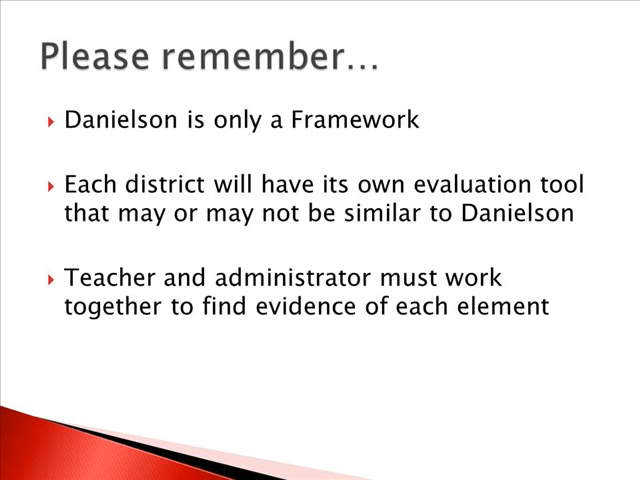 Please remember...
Danielson is only a Framework
Each district will have its own evaluation tool
that may or may not be similar to Danielson
Teacher and administrator must work
together to find evidence of each element